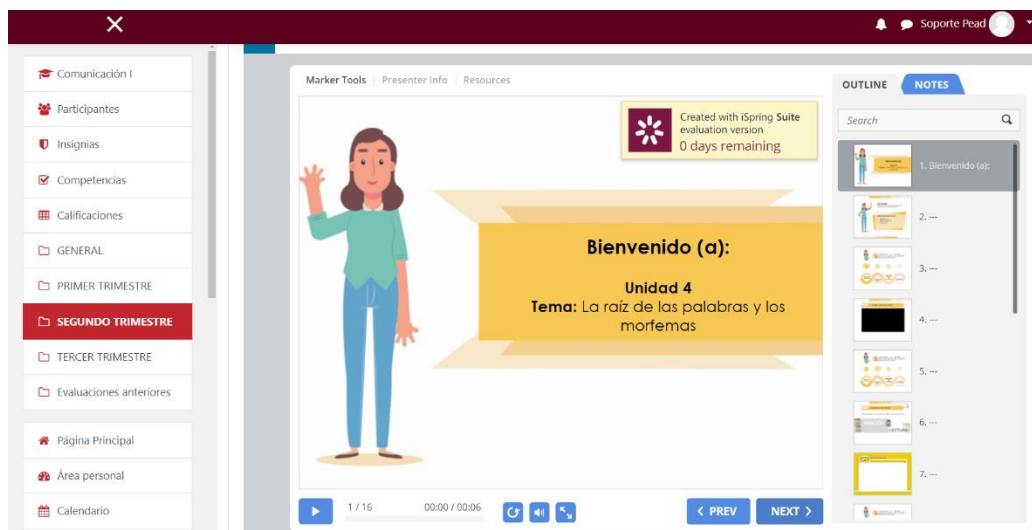 Soporte Pead
Comunicación I
Participantes
Insignias
Competencias
Calificaciones
GENERAL
PRIMER TRIMESTRE
SEGUNDO TRIMESTRE
TERCER TRIMESTRE
Evaluaciones anteriores
Página Principal
Área personal
Calendario
Marker Tools | Presenter Info | Resources
Created with iSpring Suite
evaluation version
0 days remaining
Bienvenido (a):
Unidad 4
Tema: La raíz de las palabras y los
morfemas
1 / 16
00:00 / 00:06
PREV
NEXT
OUTLINE
NOTES
Search
1. Bienvenido (a):
2. ---
3. ---
4. ---
5. ---
6. ---
7. ---